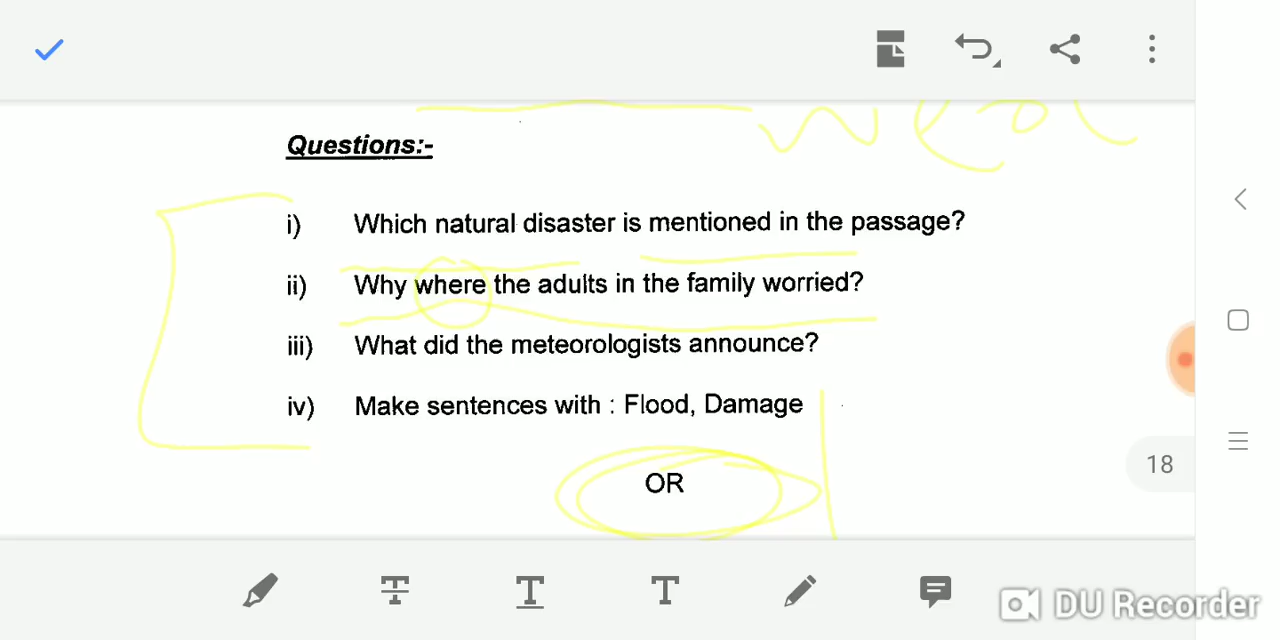 Questions:-
i) Which natural disaster is mentioned in the passage?
ii) Why where the adults in the family worried?
iii) What did the meteorologists announce?
iv) Make sentences with : Flood, Damage
OR
18
DU Recorder